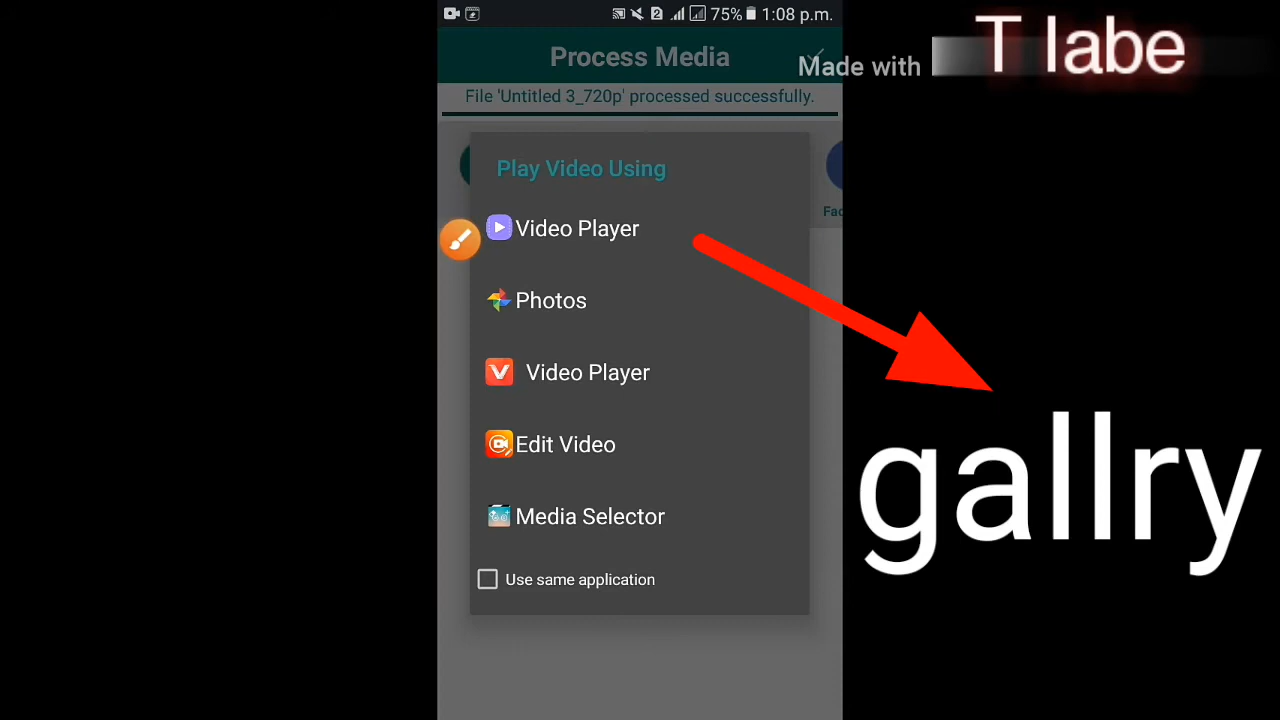 75% 1:08 p.m.
Process Media
Made with
T labe
File 'Untitled 3_720p' processed successfully.
Play Video Using
Video Player
Fac
Photos
Video Player
Edit Video
Media Selector
Use same application
gallry